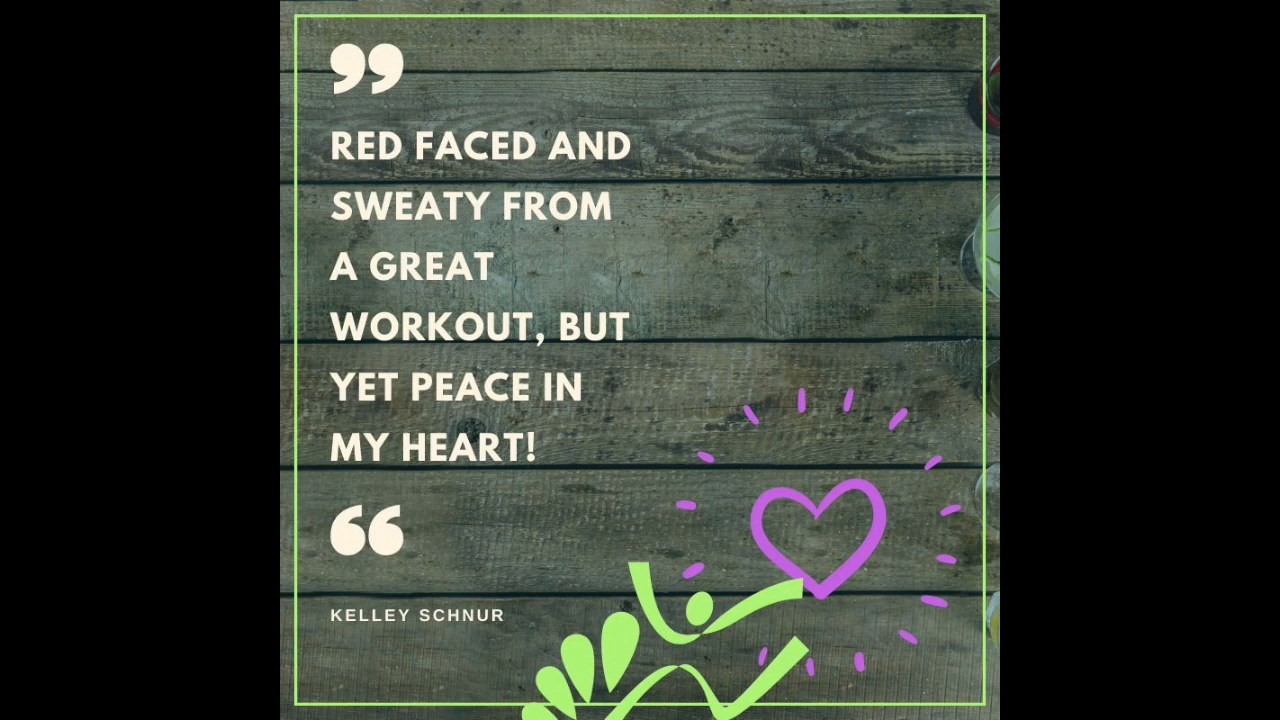 ”
RED FACED AND
SWEATY FROM
A GREAT
WORKOUT, BUT
YET PEACE IN
MY HEART!
“
KELLEY SCHNUR